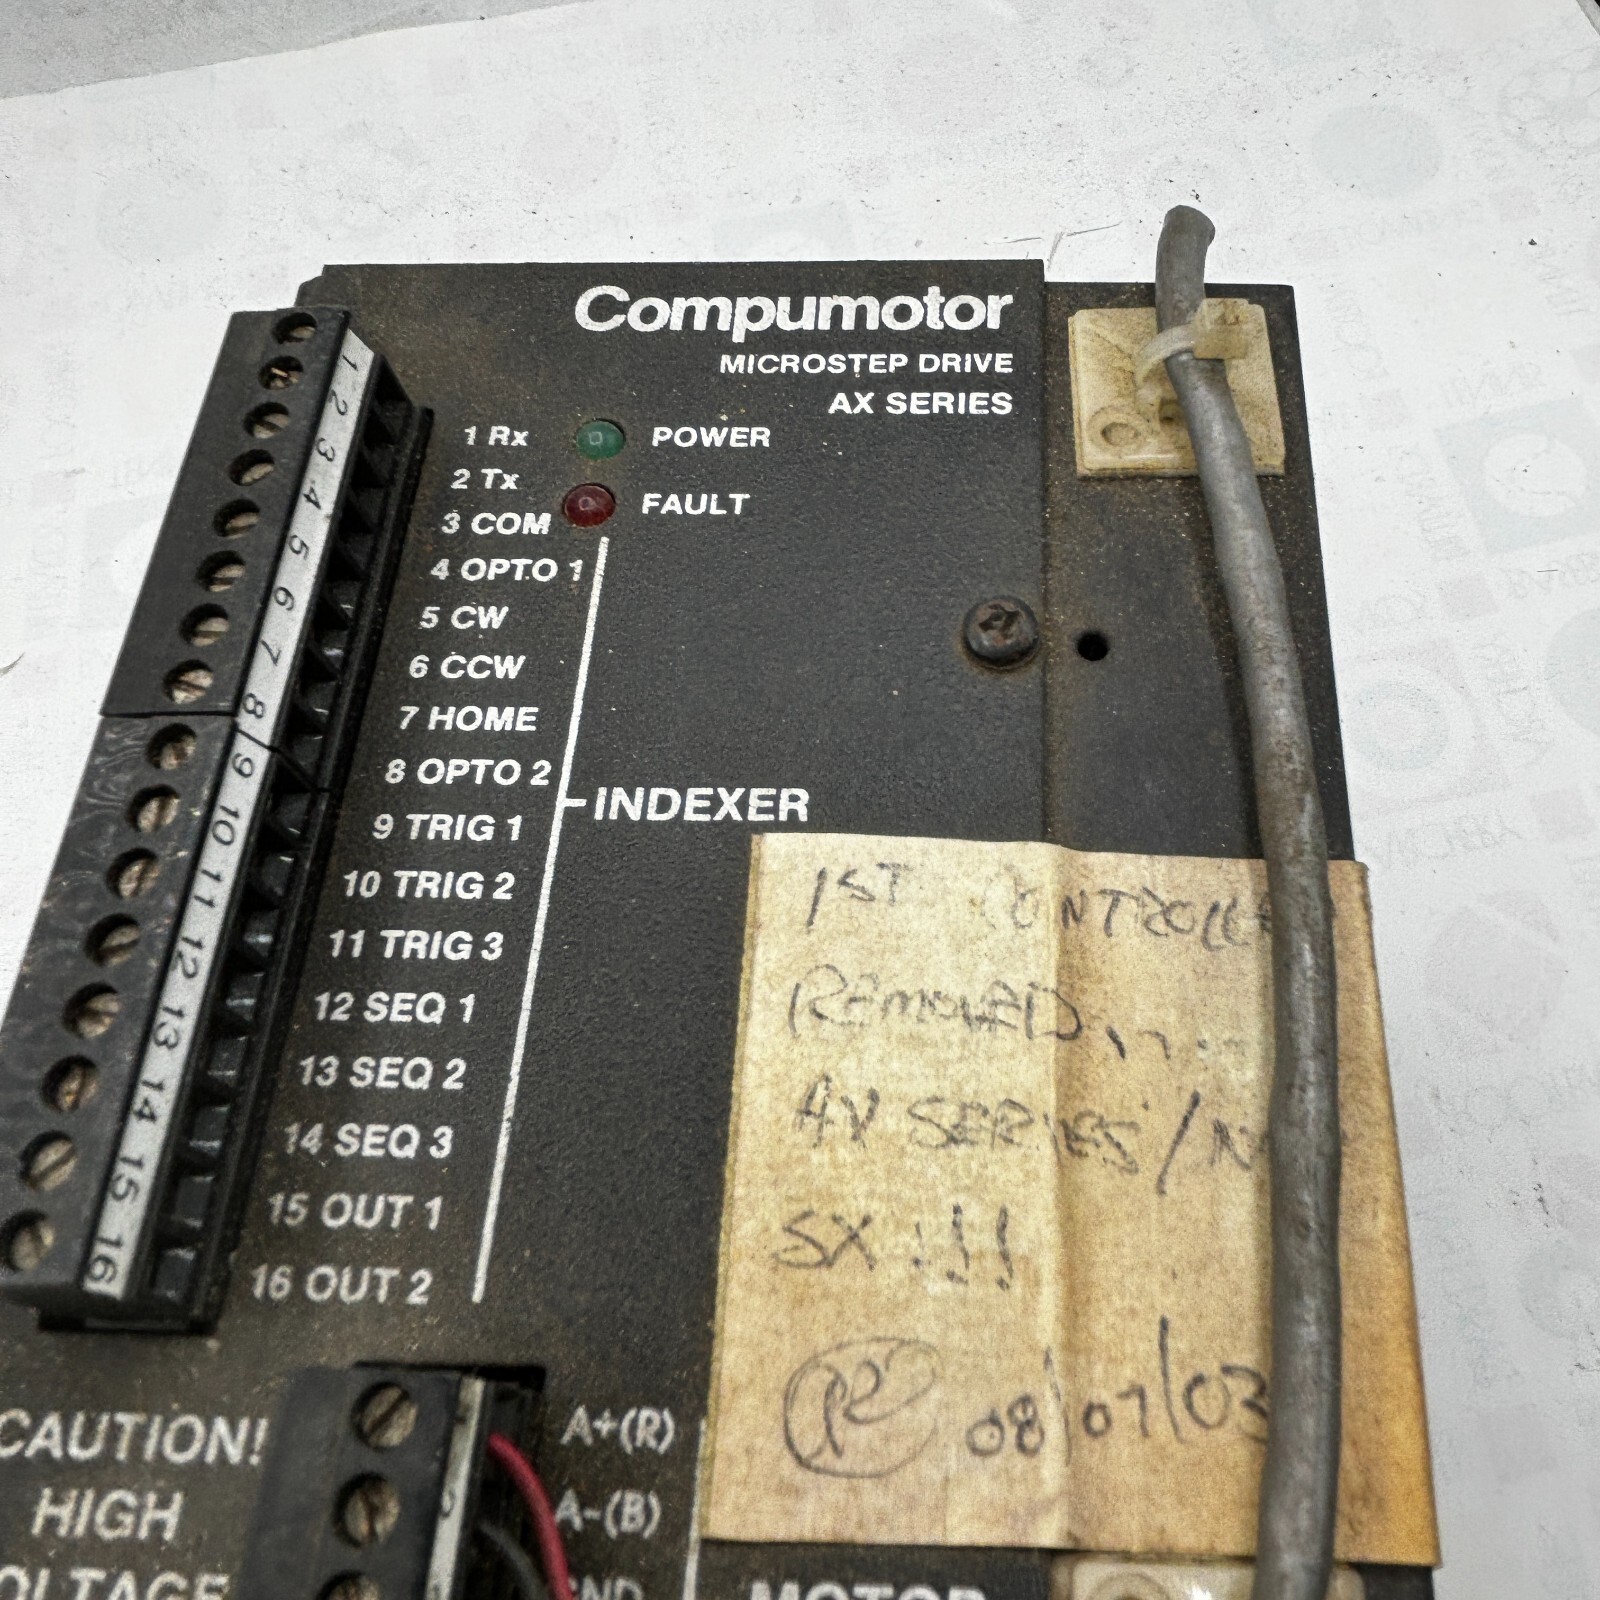 Compumotor
MICROSTEP DRIVE
AX SERIES
1 Rx
POWER
2 Tx
FAULT
3 COM
4 OPTO 1
5 CW
6 CCW
7 HOME
8 OPTO 2
INDEXER
9 TRIG 1
10 TRIG 2
11 TRIG 3
12 SEQ 1
13 SEQ 2
14 SEQ 3
15 OUT 1
16 OUT 2
1
2
3
4
5
6
7
8
9
10
11
12
13
14
15
16
1ST
REMOVED
SERIES /
SX !!!
08/07/03
CAUTION!
HIGH
VOLTAGE
A+(R)
A-(B)
GND
MOTOR